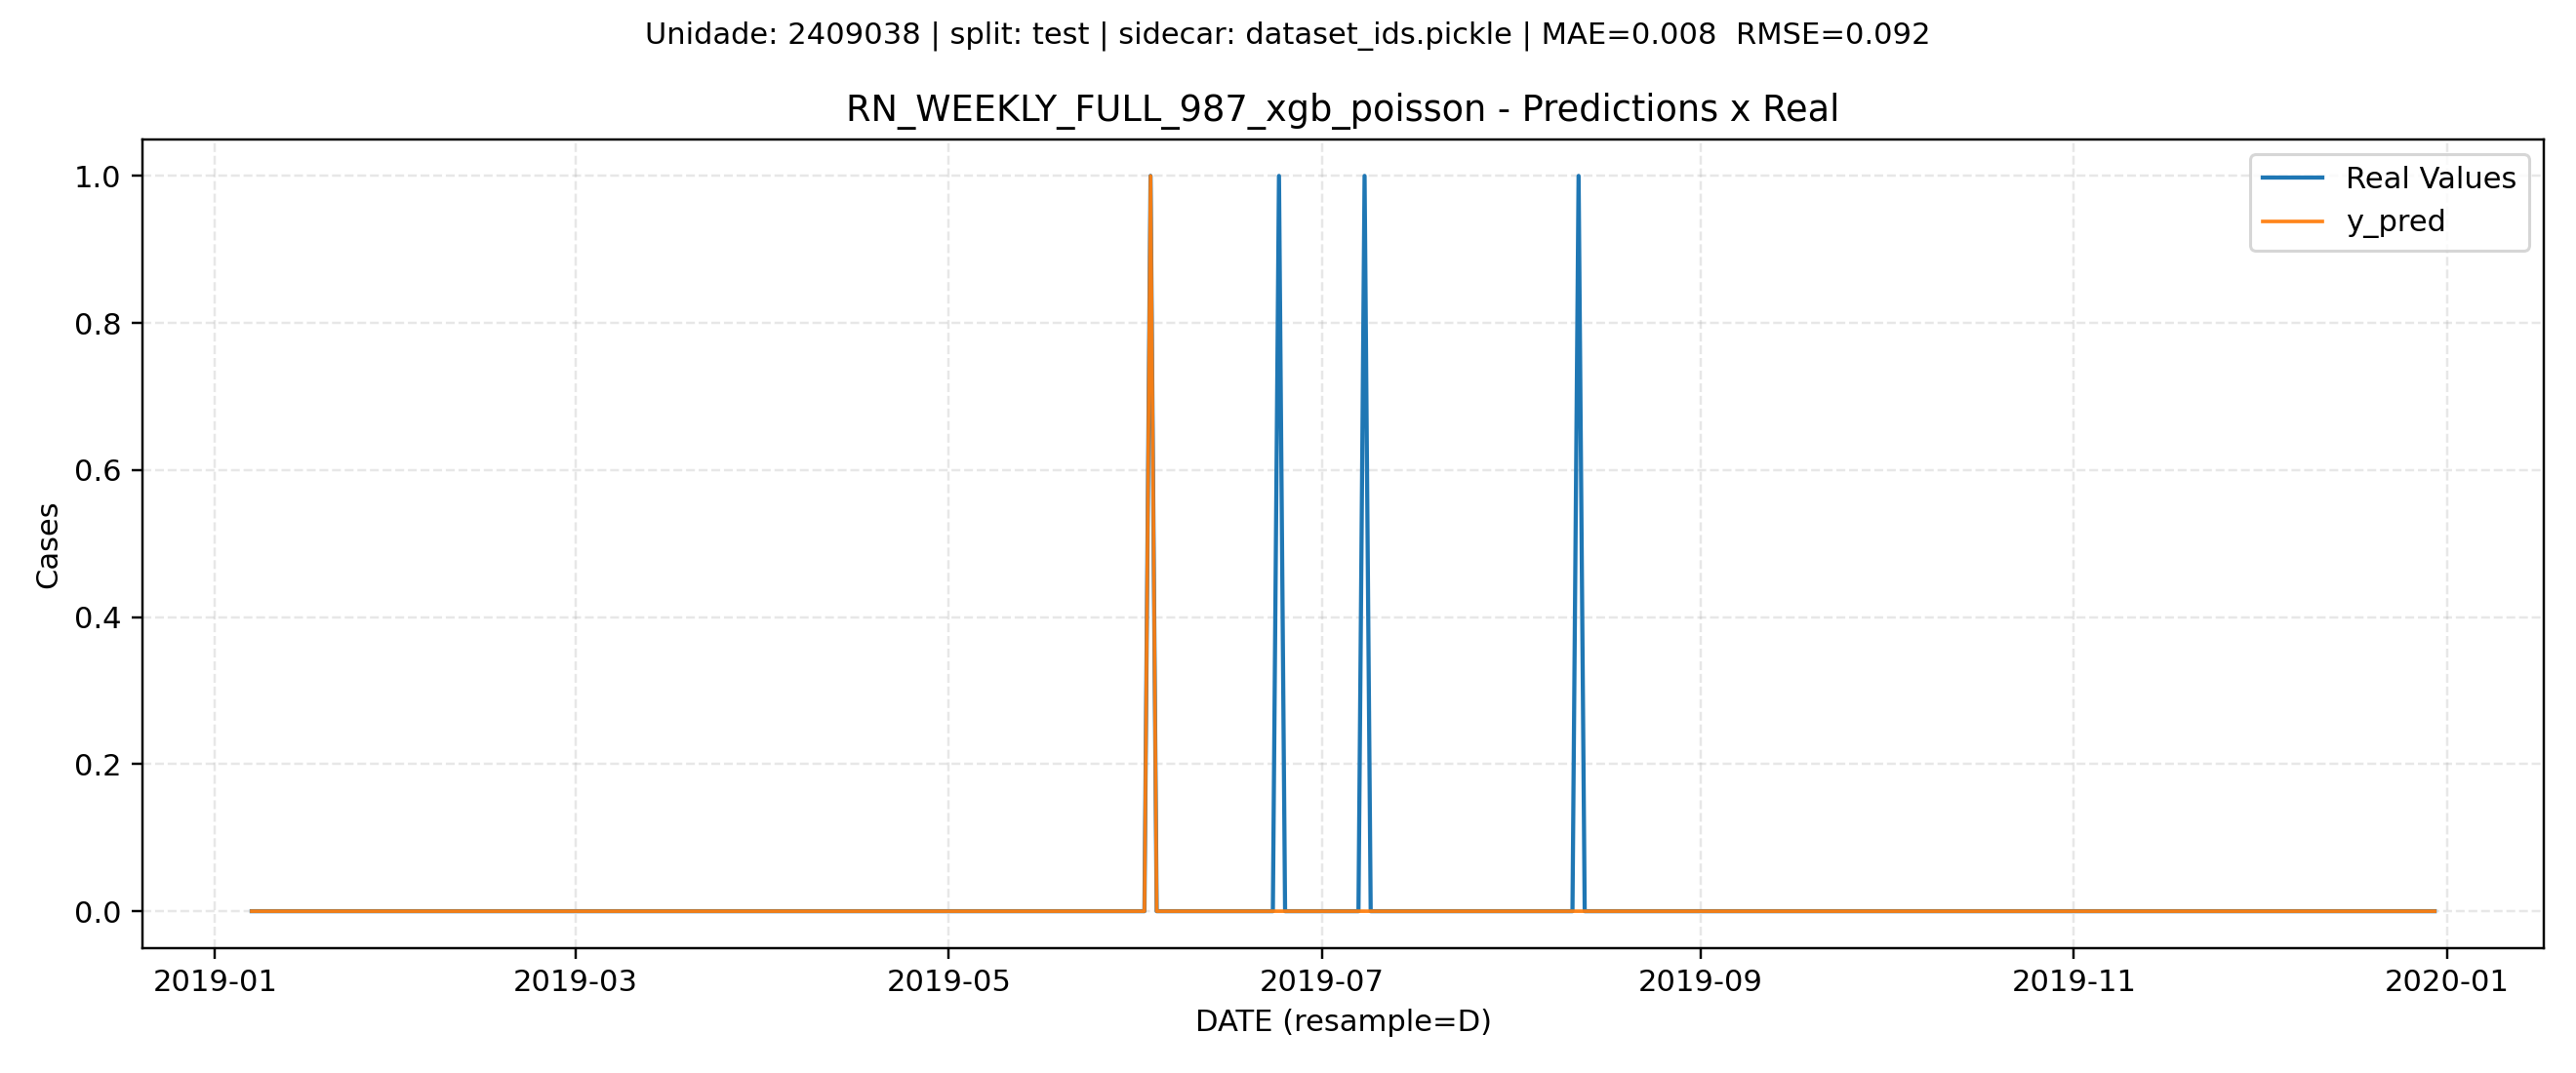 Unidade: 2409038 | split: test | sidecar: dataset_ids.pickle | MAE=0.008  RMSE=0.092
RN_WEEKLY_FULL_987_xgb_poisson - Predictions x Real
Real Values
y_pred
1.0
0.8
0.6
0.4
0.2
0.0
Cases
2019-01
2019-03
2019-05
2019-07
2019-09
2019-11
2020-01
DATE (resample=D)